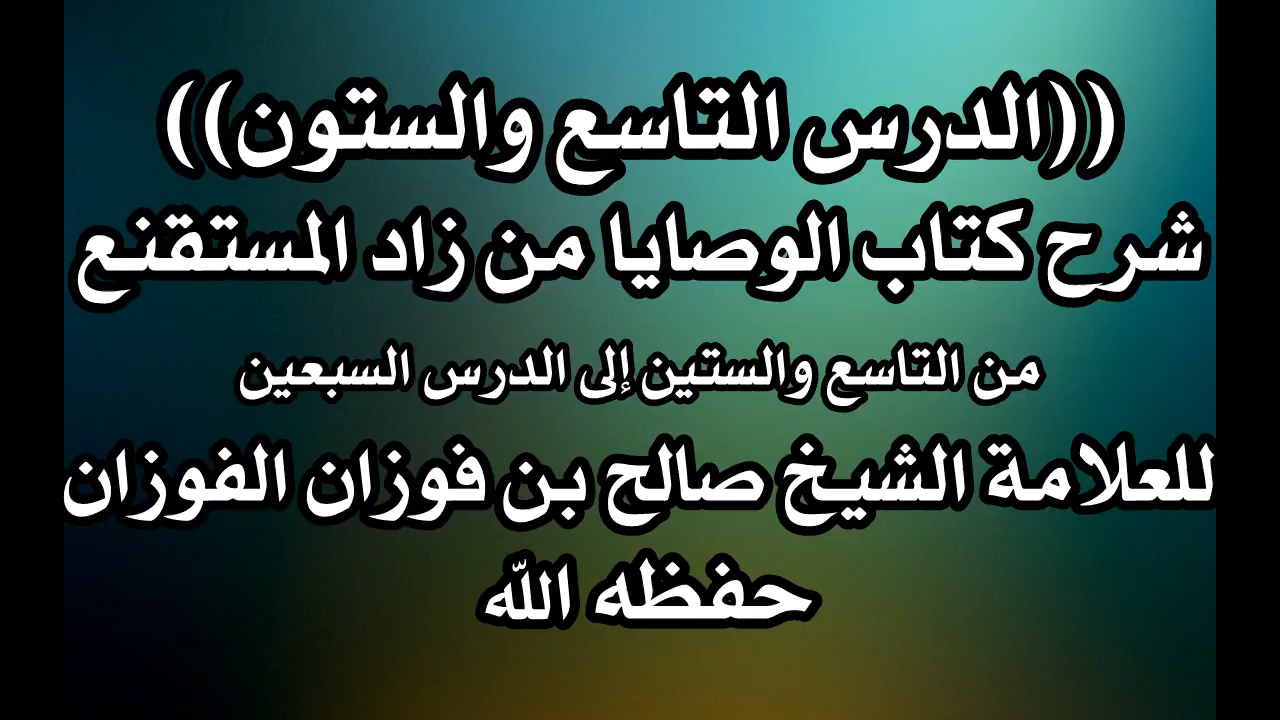 ((الدرس التاسع والستون))
شرح كتاب الوصايا من زاد المستقنع
من التاسع والستين إلى الدرس السبعين
للعلامة الشيخ صالح بن فوزان الفوزان
حفظه الله